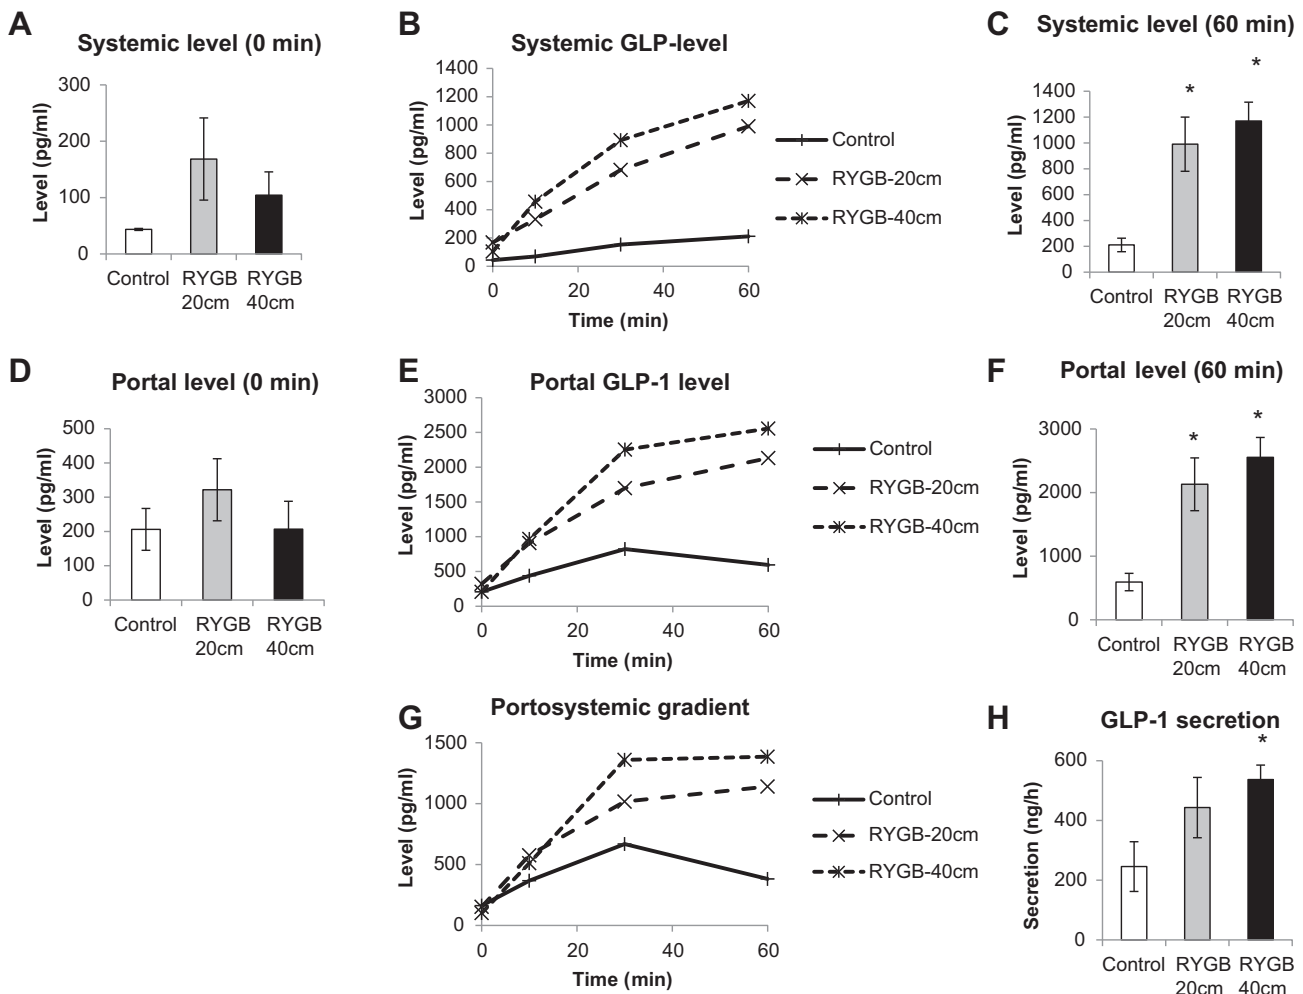 A
Systemic level (0 min)
Level (pg/ml)
300
200
100
0
Control
RYGB
20cm
RYGB
40cm
B
Systemic GLP-level
Level (pg/ml)
1400
1200
1000
800
600
400
200
0
0
20
40
60
Time (min)
Control
RYGB-20cm
RYGB-40cm
C
Systemic level (60 min)
Level (pg/ml)
1400
1200
1000
800
600
400
200
0
*
*
Control
RYGB
20cm
RYGB
40cm
D
Portal level (0 min)
Level (pg/ml)
500
400
300
200
100
0
Control
RYGB
20cm
RYGB
40cm
E
Portal GLP-1 level
Level (pg/ml)
3000
2500
2000
1500
1000
500
0
0
20
40
60
Time (min)
Control
RYGB-20cm
RYGB-40cm
F
Portal level (60 min)
Level (pg/ml)
3000
2000
1000
0
*
*
Control
RYGB
20cm
RYGB
40cm
G
Portosystemic gradient
Level (pg/ml)
1500
1000
500
0
0
20
40
60
Time (min)
Control
RYGB-20cm
RYGB-40cm
H
GLP-1 secretion
Secretion (ng/h)
600
400
200
0
*
Control
RYGB
20cm
RYGB
40cm